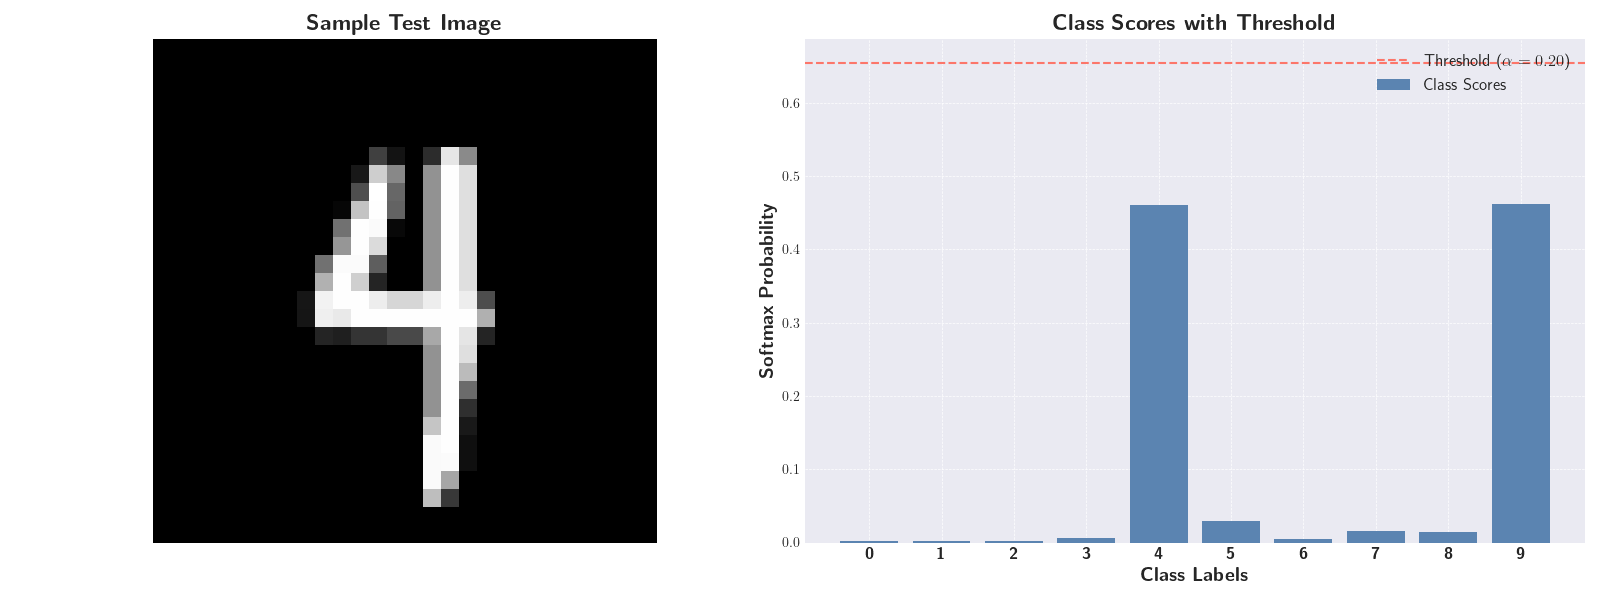 Sample Test Image
4
Class Scores with Threshold
Threshold (α = 0.20)
Class Scores
Softmax Probability
0.6
0.5
0.4
0.3
0.2
0.1
0.0
0 1 2 3 4 5 6 7 8 9
Class Labels